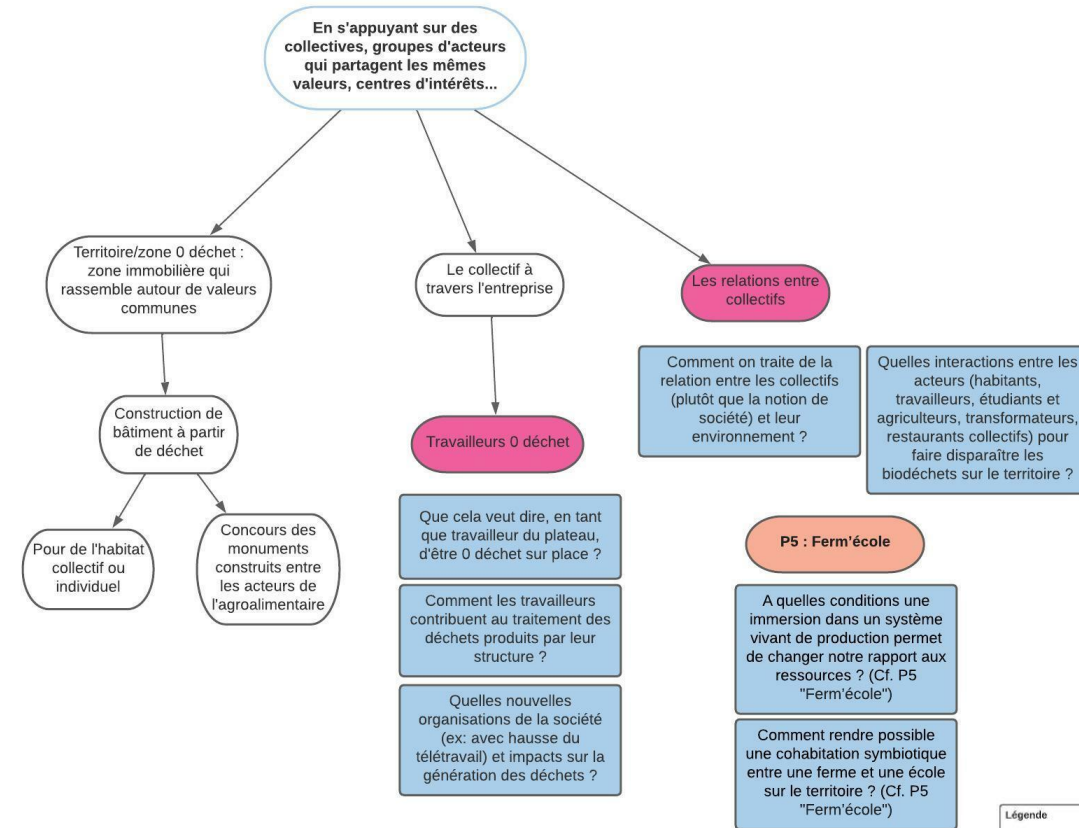 En s'appuyant sur des
collectives, groupes d'acteurs
qui partagent les mêmes
valeurs, centres d'intérêts...
Territoire/zone 0 déchet :
zone immobilière qui
rassemble autour de valeurs
communes
Le collectif à
travers l'entreprise
Les relations entre
collectifs
Construction de
bâtiment à partir
de déchet
Pour de l'habitat
collectif ou
individuel
Concours des
monuments
construits entre
les acteurs de
l'agroalimentaire
Travailleurs 0 déchet
Que cela veut dire, en tant
que travailleur du plateau,
d'être 0 déchet sur place ?
Comment les travailleurs
contribuent au traitement des
déchets produits par leur
structure ?
Quelles nouvelles
organisations de la société
(ex: avec hausse du
télétravail) et impacts sur la
génération des déchets ?
Comment on traite de la
relation entre les collectifs
(plutôt que la notion de
société) et leur
environnement ?
Quelles interactions entre les
acteurs (habitants,
travailleurs, étudiants et
agriculteurs, transformateurs,
restaurants collectifs) pour
faire disparaître les
biodéchets sur le territoire ?
P5 : Ferm'école
A quelles conditions une
immersion dans un système
vivant de production permet
de changer notre rapport aux
ressources ? (Cf. P5
"Ferm'école")
Comment rendre possible
une cohabitation symbiotique
entre une ferme et une école
sur le territoire ? (Cf. P5
"Ferm'école")
Légende